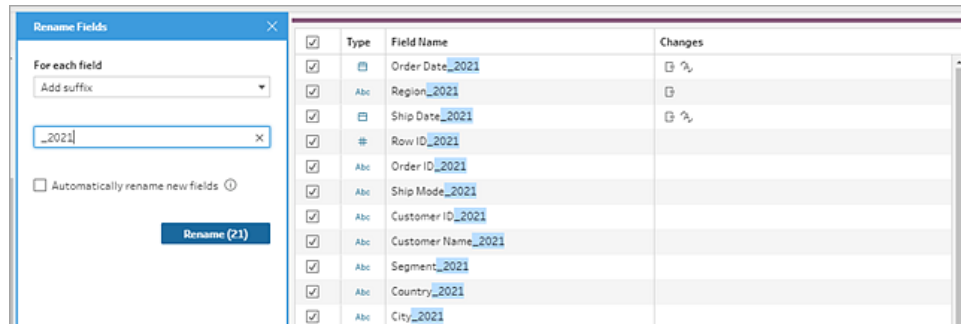 Rename Fields
For each field
Add suffix
_2021
Automatically rename new fields
Rename (21)
Type Field Name Changes
Order Date_2021
Abc Region_2021
Ship Date_2021
# Row ID_2021
Abc Order ID_2021
Abc Ship Mode_2021
Abc Customer ID_2021
Abc Customer Name_2021
Abc Segment_2021
Abc Country_2021
Abc City_2021